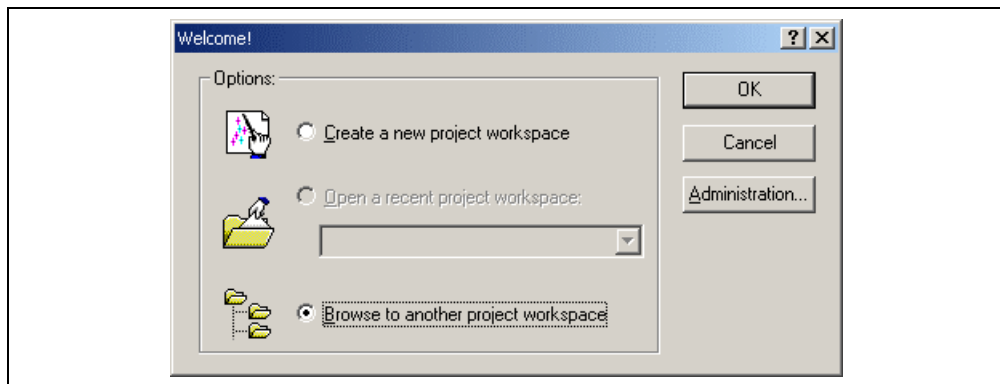 Welcome!
Options:
Create a new project workspace
Open a recent project workspace:
Browse to another project workspace
OK
Cancel
Administration...